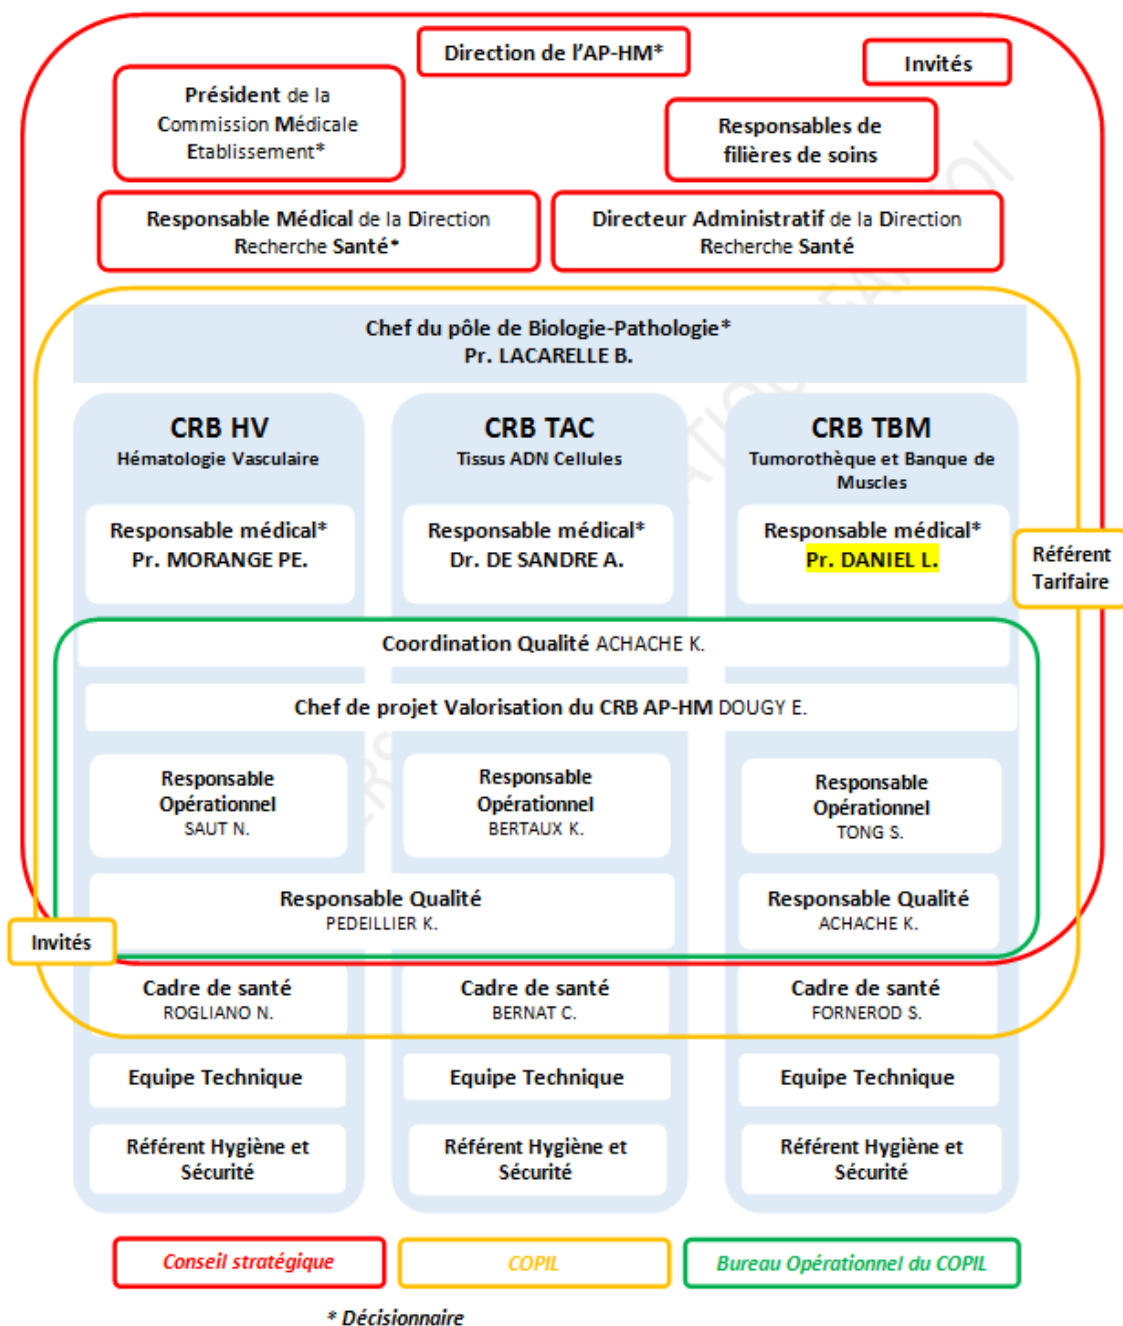 Direction de l'AP-HM*
Invités
Président de la
Commission Médicale
Etablissement*
Responsables de
filières de soins
Responsable Médical de la Direction
Recherche Santé*
Directeur Administratif de la Direction
Recherche Santé
Chef du pôle de Biologie-Pathologie*
Pr. LACARELLE B.
CRB HV
Hématologie Vasculaire
CRB TAC
Tissus ADN Cellules
CRB TBM
Tumorothèque et Banque de
Muscles
Responsable médical*
Pr. MORANGE PE.
Responsable médical*
Dr. DE SANDRE A.
Responsable médical*
Pr. DANIEL L.
Référent
Tarifaire
Coordination Qualité ACHACHE K.
Chef de projet Valorisation du CRB AP-HM DOUGY E.
Responsable
Opérationnel
SAUT N.
Responsable
Opérationnel
BERTAUX K.
Responsable
Opérationnel
TONG S.
Responsable Qualité
PEDEILLIER K.
Responsable Qualité
ACHACHE K.
Invités
Cadre de santé
ROGLIANO N.
Cadre de santé
BERNAT C.
Cadre de santé
FORNEROD S.
Equipe Technique
Equipe Technique
Equipe Technique
Référent Hygiène et
Sécurité
Référent Hygiène et
Sécurité
Référent Hygiène et
Sécurité
Conseil stratégique
COPIL
Bureau Opérationnel du COPIL
* Décisionnaire